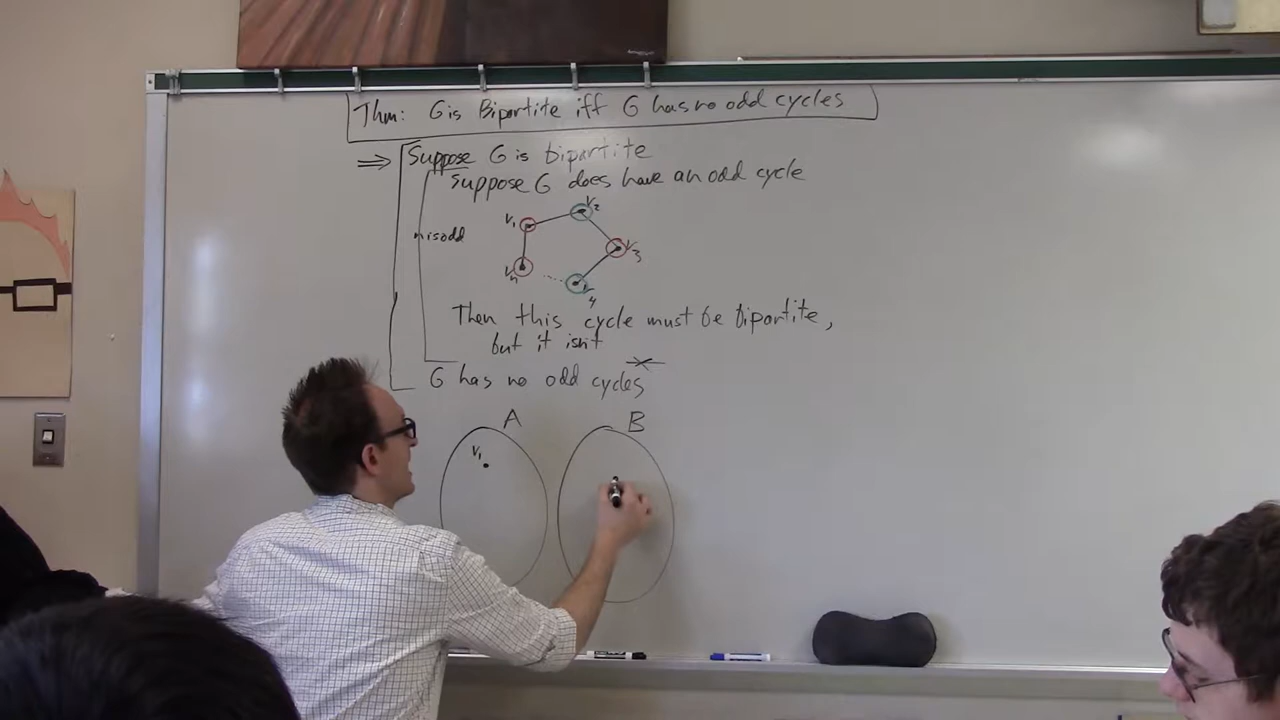 Thm: G is Bipartite iff G has no odd cycles
⇒ Suppose G is bipartite
Suppose G does have an odd cycle
V1 V2
n is odd
V3
Vn
V4
Then this cycle must be bipartite,
but it isnt
G has no odd cycles
A B
V1